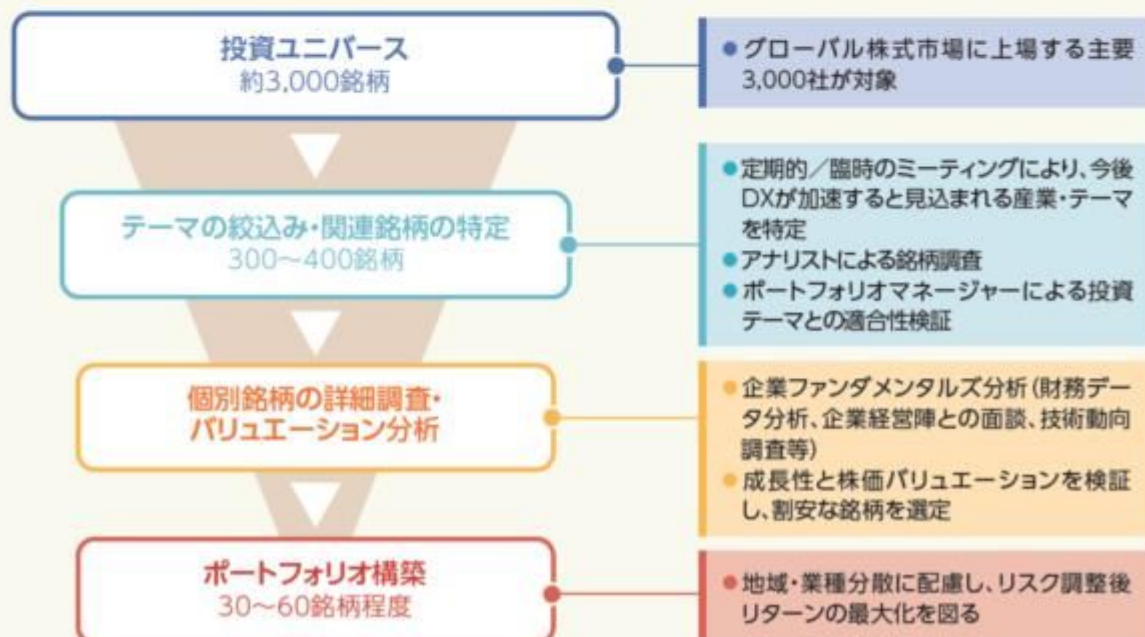 投資ユニバース
約3,000銘柄
● グローバル株式市場に上場する主要
3,000社が対象
テーマの絞込み・関連銘柄の特定
300〜400銘柄
● 定期的／臨時のミーティングにより、今後
DXが加速すると見込まれる産業・テーマ
を特定
● アナリストによる銘柄調査
● ポートフォリオマネージャーによる投資
テーマとの適合性検証
個別銘柄の詳細調査・
バリュエーション分析
● 企業ファンダメンタルズ分析(財務デー
タ分析、企業経営陣との面談、技術動向
調査等)
● 成長性と株価バリュエーションを検証
し、割安な銘柄を選定
ポートフォリオ構築
30〜60銘柄程度
● 地域・業種分散に配慮し、リスク調整後
リターンの最大化を図る